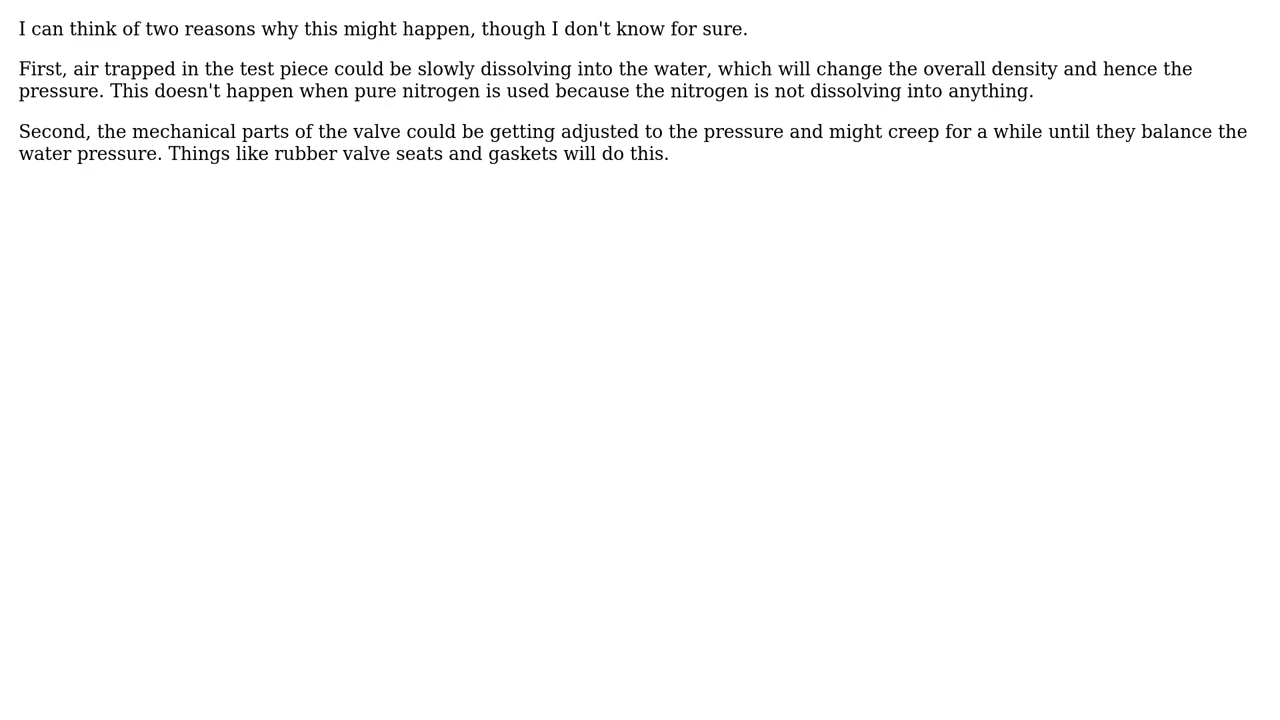 I can think of two reasons why this might happen, though I don't know for sure.
First, air trapped in the test piece could be slowly dissolving into the water, which will change the overall density and hence the
pressure. This doesn't happen when pure nitrogen is used because the nitrogen is not dissolving into anything.
Second, the mechanical parts of the valve could be getting adjusted to the pressure and might creep for a while until they balance the
water pressure. Things like rubber valve seats and gaskets will do this.